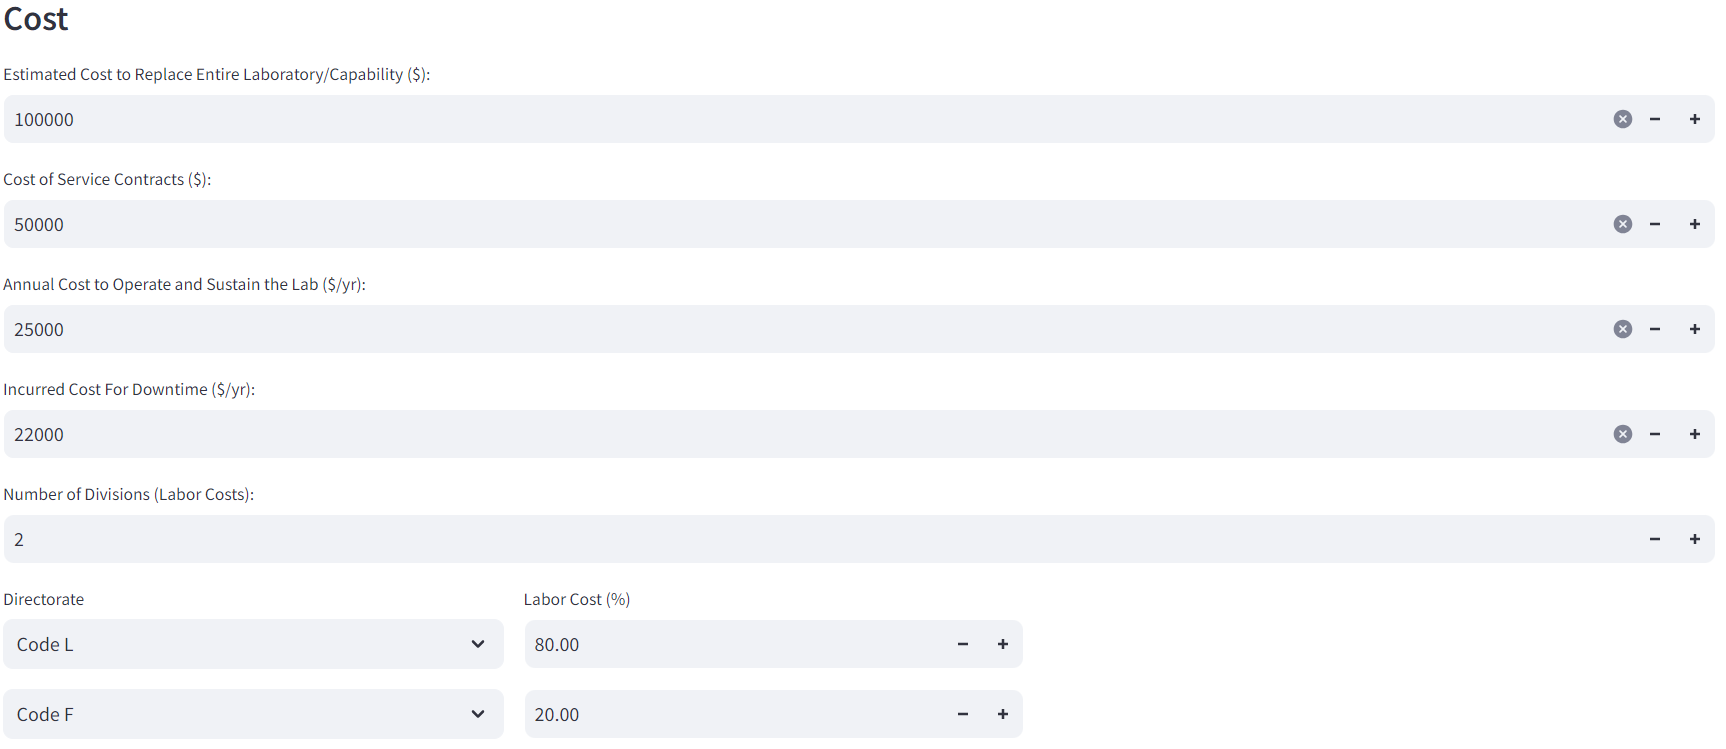 Cost
Estimated Cost to Replace Entire Laboratory/Capability ($):
100000
Cost of Service Contracts ($):
50000
Annual Cost to Operate and Sustain the Lab ($/yr):
25000
Incurred Cost For Downtime ($/yr):
22000
Number of Divisions (Labor Costs):
2
Directorate Labor Cost (%)
Code L 80.00
Code F 20.00